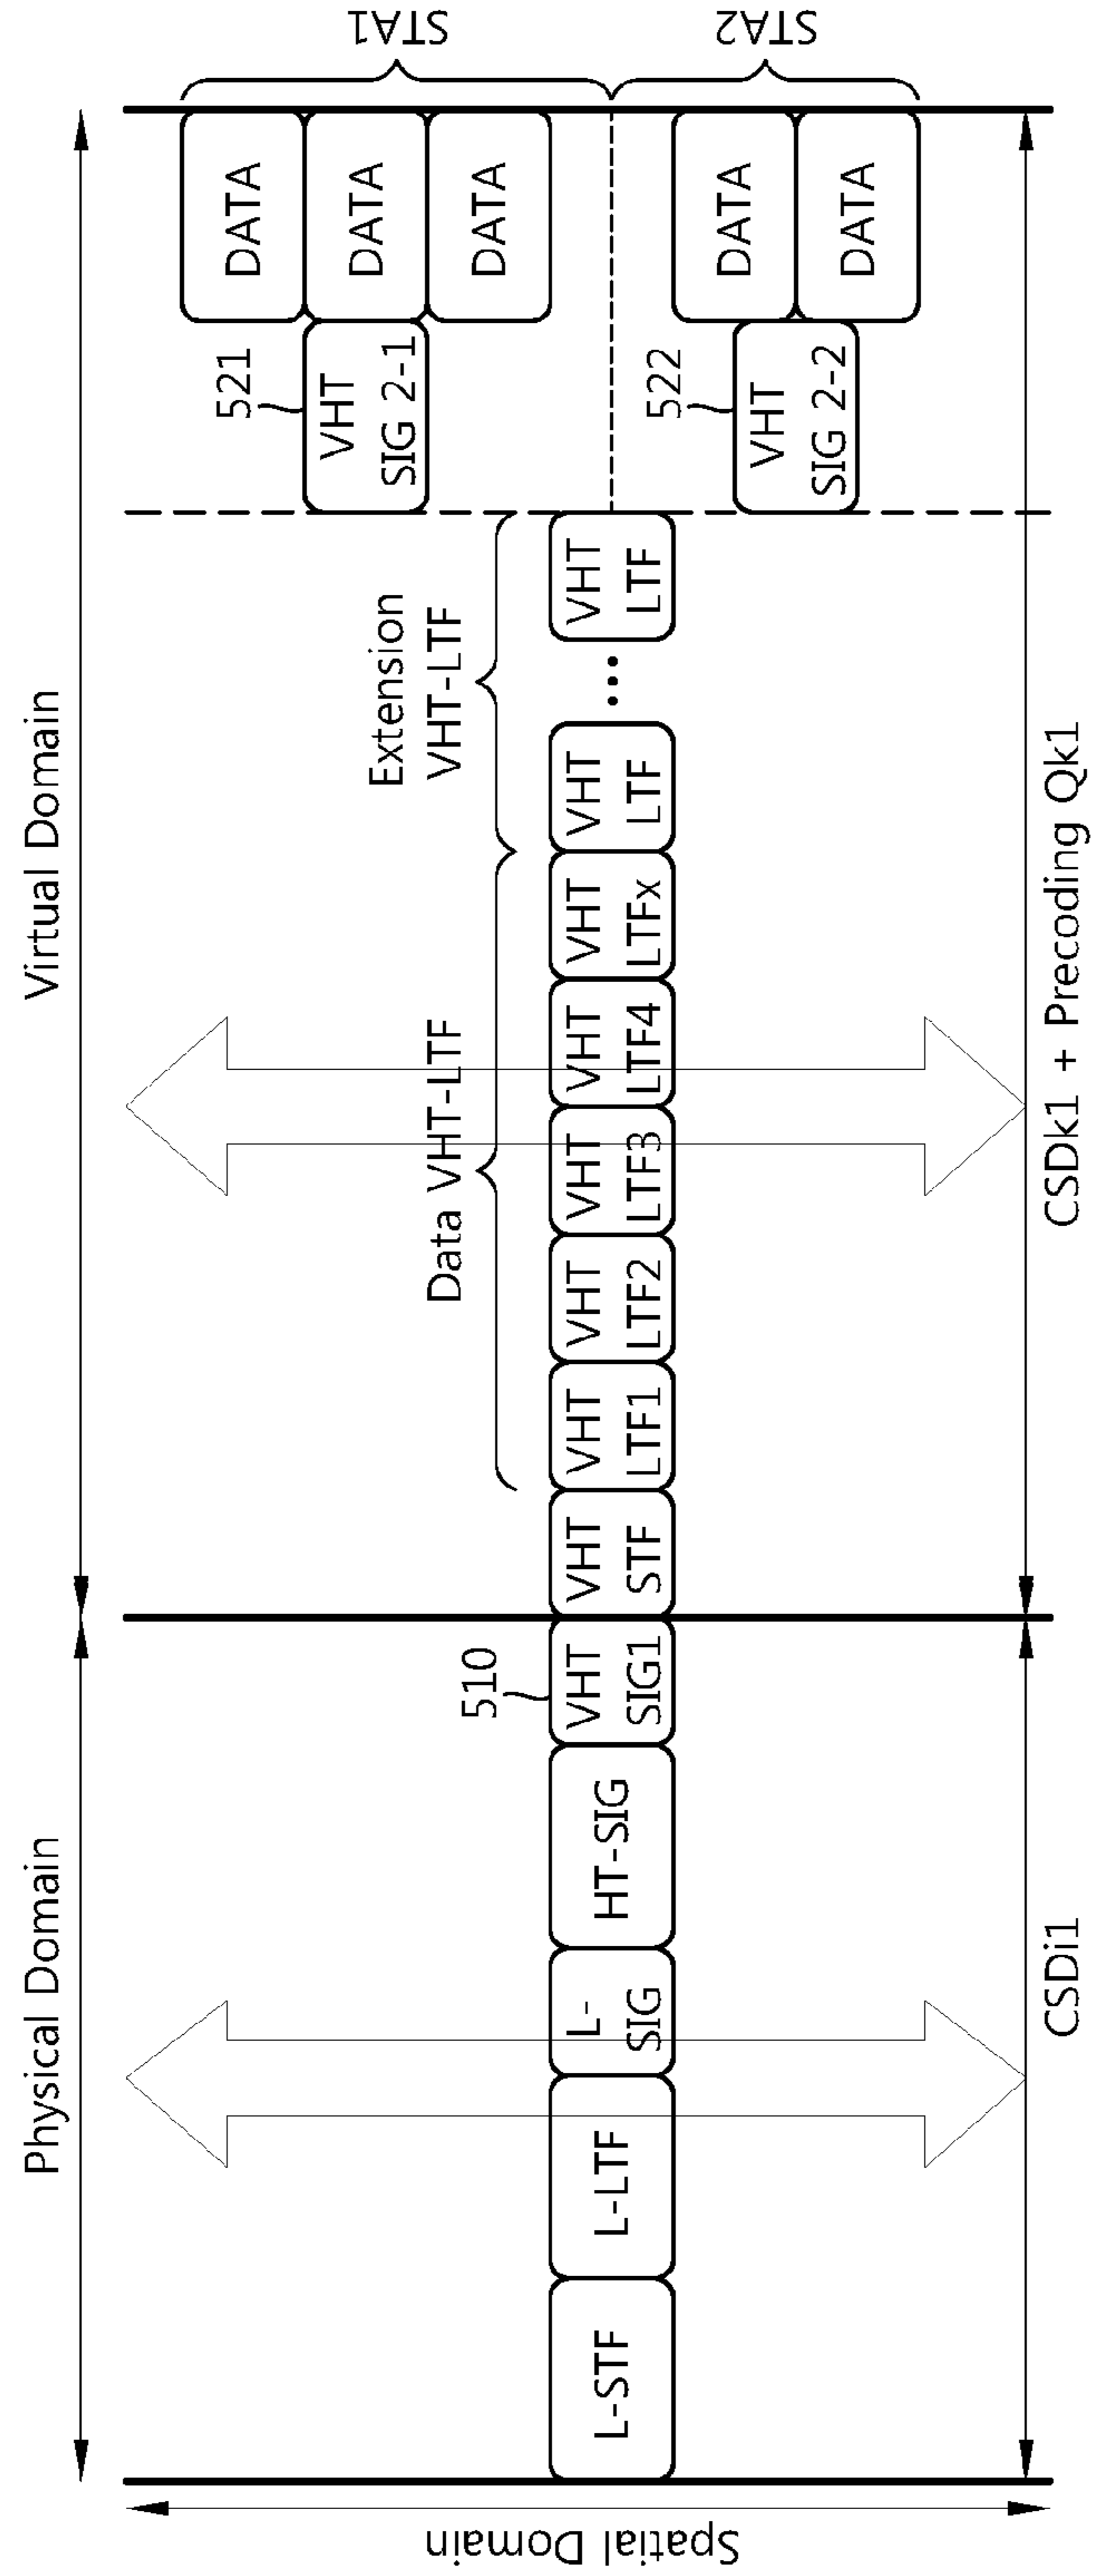 Physical Domain
Virtual Domain
Spatial Domain
L-STF
L-LTF
L-
SIG
HT-SIG
510
VHT
SIG1
VHT
STF
Data VHT-LTF
VHT
LTF1
VHT
LTF2
VHT
LTF3
VHT
LTF4
VHT
LTFx
Extension
VHT-LTF
VHT
LTF
...
VHT
LTF
521
VHT
SIG 2-1
522
VHT
SIG 2-2
DATA
DATA
DATA
DATA
DATA
STA1
STA2
CSDi1
CSDk1 + Precoding Qk1